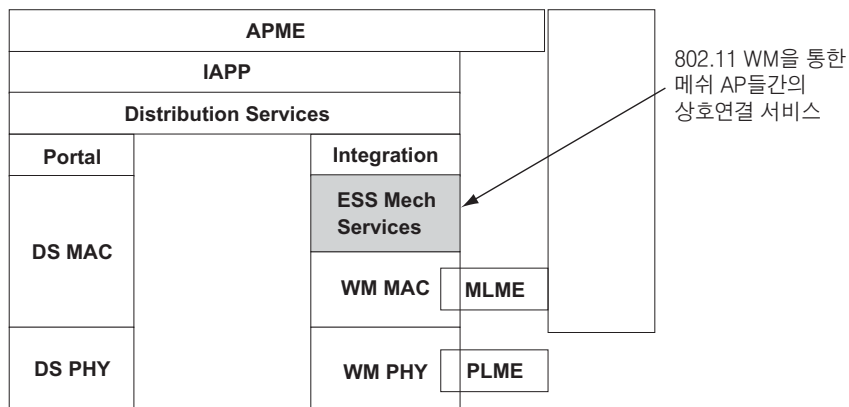 APME
IAPP
Distribution Services
Portal
Integration
ESS Mech
Services
DS MAC
WM MAC
MLME
DS PHY
WM PHY
PLME
802.11 WM을 통한
메쉬 AP들간의
상호연결 서비스